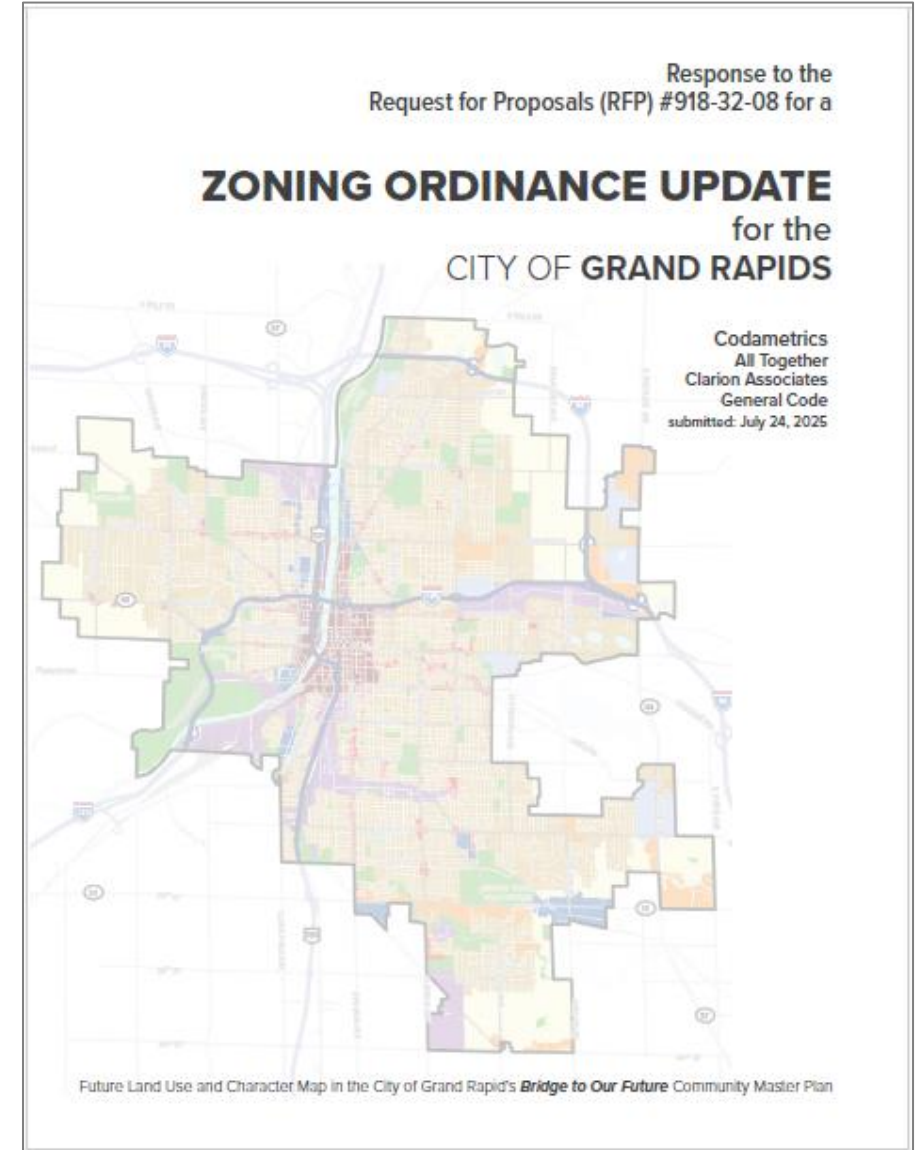 Response to the
Request for Proposals (RFP) #918-32-08 for a
ZONING ORDINANCE UPDATE
for the
CITY OF GRAND RAPIDS
Codametrics
All Together
Clarion Associates
General Code
submitted: July 24, 2025
Future Land Use and Character Map in the City of Grand Rapid's Bridge to Our Future Community Master Plan